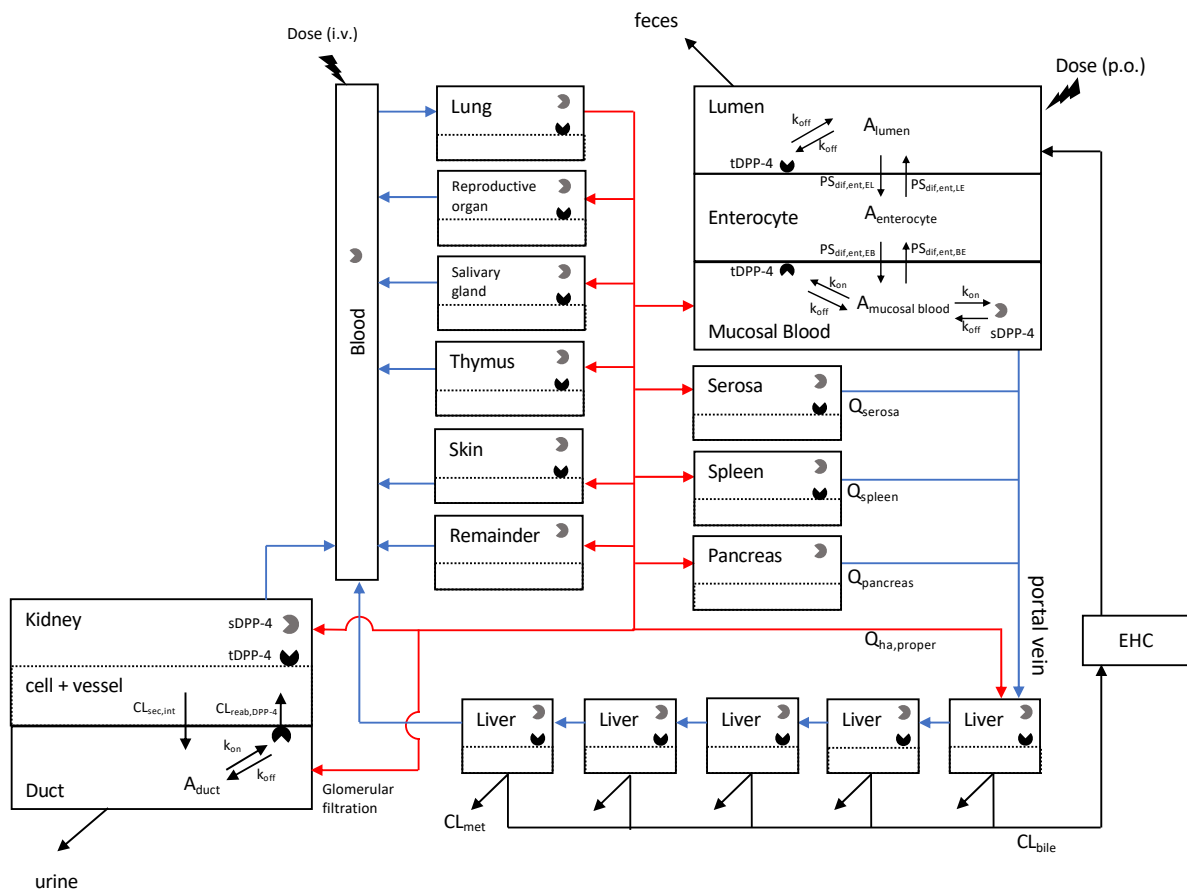 feces
Dose (i.v.)
Dose (p.o.)
Blood
Lung
Reproductive
organ
Salivary
gland
Thymus
Skin
Remainder
Lumen
koff
koff
Alumen
tDPP-4
PSdif,ent,EL
PSdif,ent,LE
Enterocyte
Aenterocyte
PSdif,ent,EB
PSdif,ent,BE
tDPP-4
kon
koff
Amucosal blood
kon
koff
sDPP-4
Mucosal Blood
Serosa
Qserosa
Spleen
Qspleen
Pancreas
Qpancreas
portal vein
Qha,proper
EHC
Kidney
sDPP-4
tDPP-4
cell + vessel
CLsec,int
CLreab,DPP-4
kon
koff
Aduct
Duct
Glomerular
filtration
urine
Liver
Liver
Liver
Liver
Liver
CLmet
CLbile